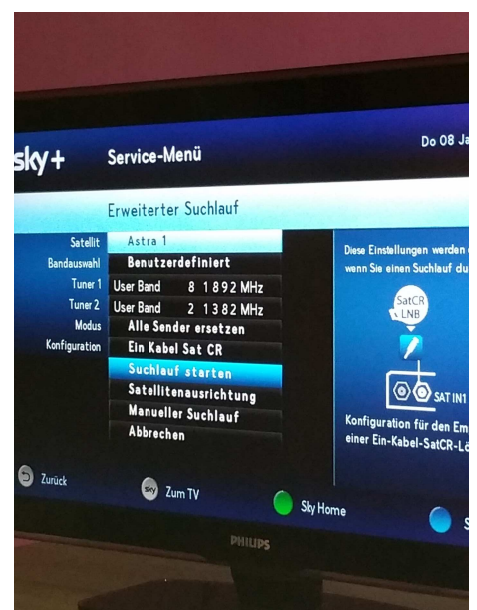 sky+ Service-Menü Do 08 Ja
Erweiterter Suchlauf
Satellit Astra 1
Bandauswahl Benutzerdefiniert
Tuner 1 User Band 8 1892 MHz
Tuner 2 User Band 2 1382 MHz
Modus Alle Sender ersetzen
Konfiguration Ein Kabel Sat CR
Suchlauf starten
Satellitenausrichtung
Manueller Suchlauf
Abbrechen
Diese Einstellungen werden
wenn Sie einen Suchlauf du
SatCR
LNB
SAT IN1
Konfiguration für den Em
einer Ein-Kabel-SatCR-Lö
Zurück sky Zum TV Sky Home S
PHILIPS